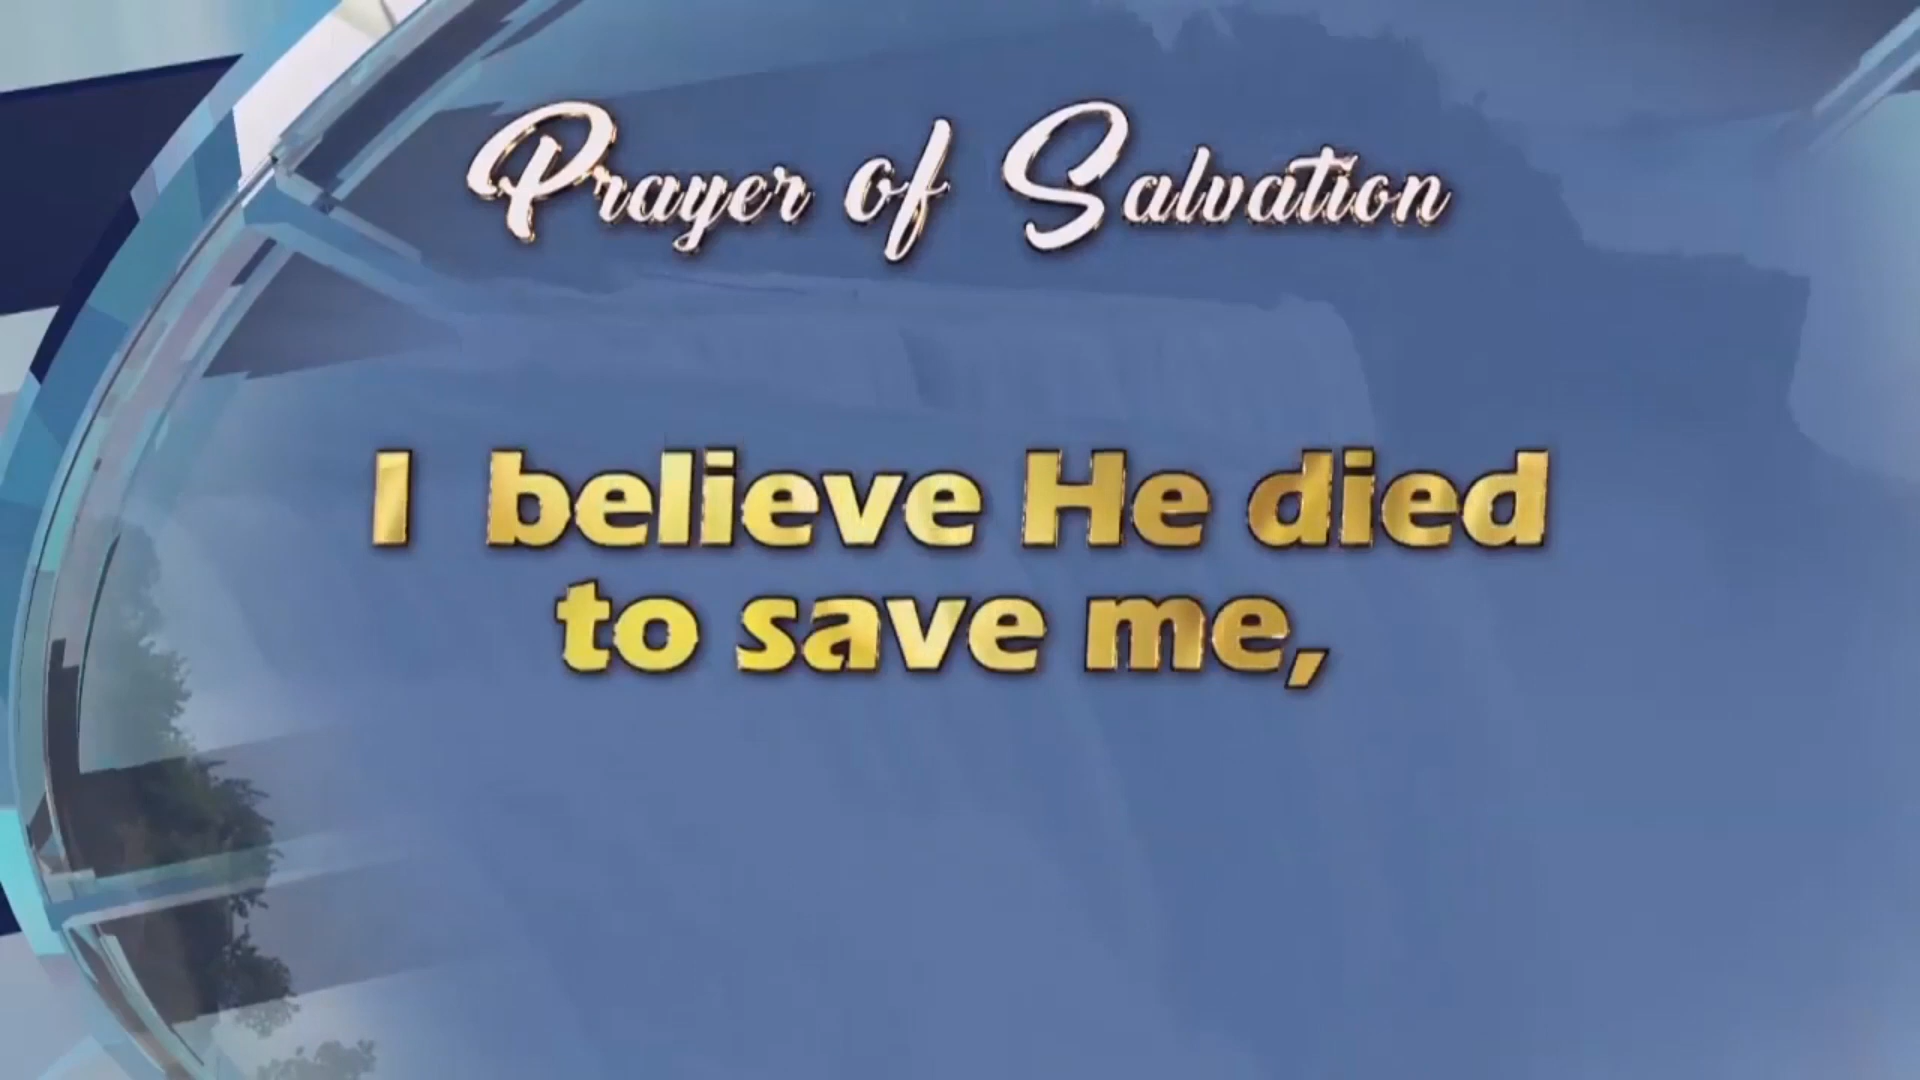 Prayer of Salvation
I believe He died
to save me,